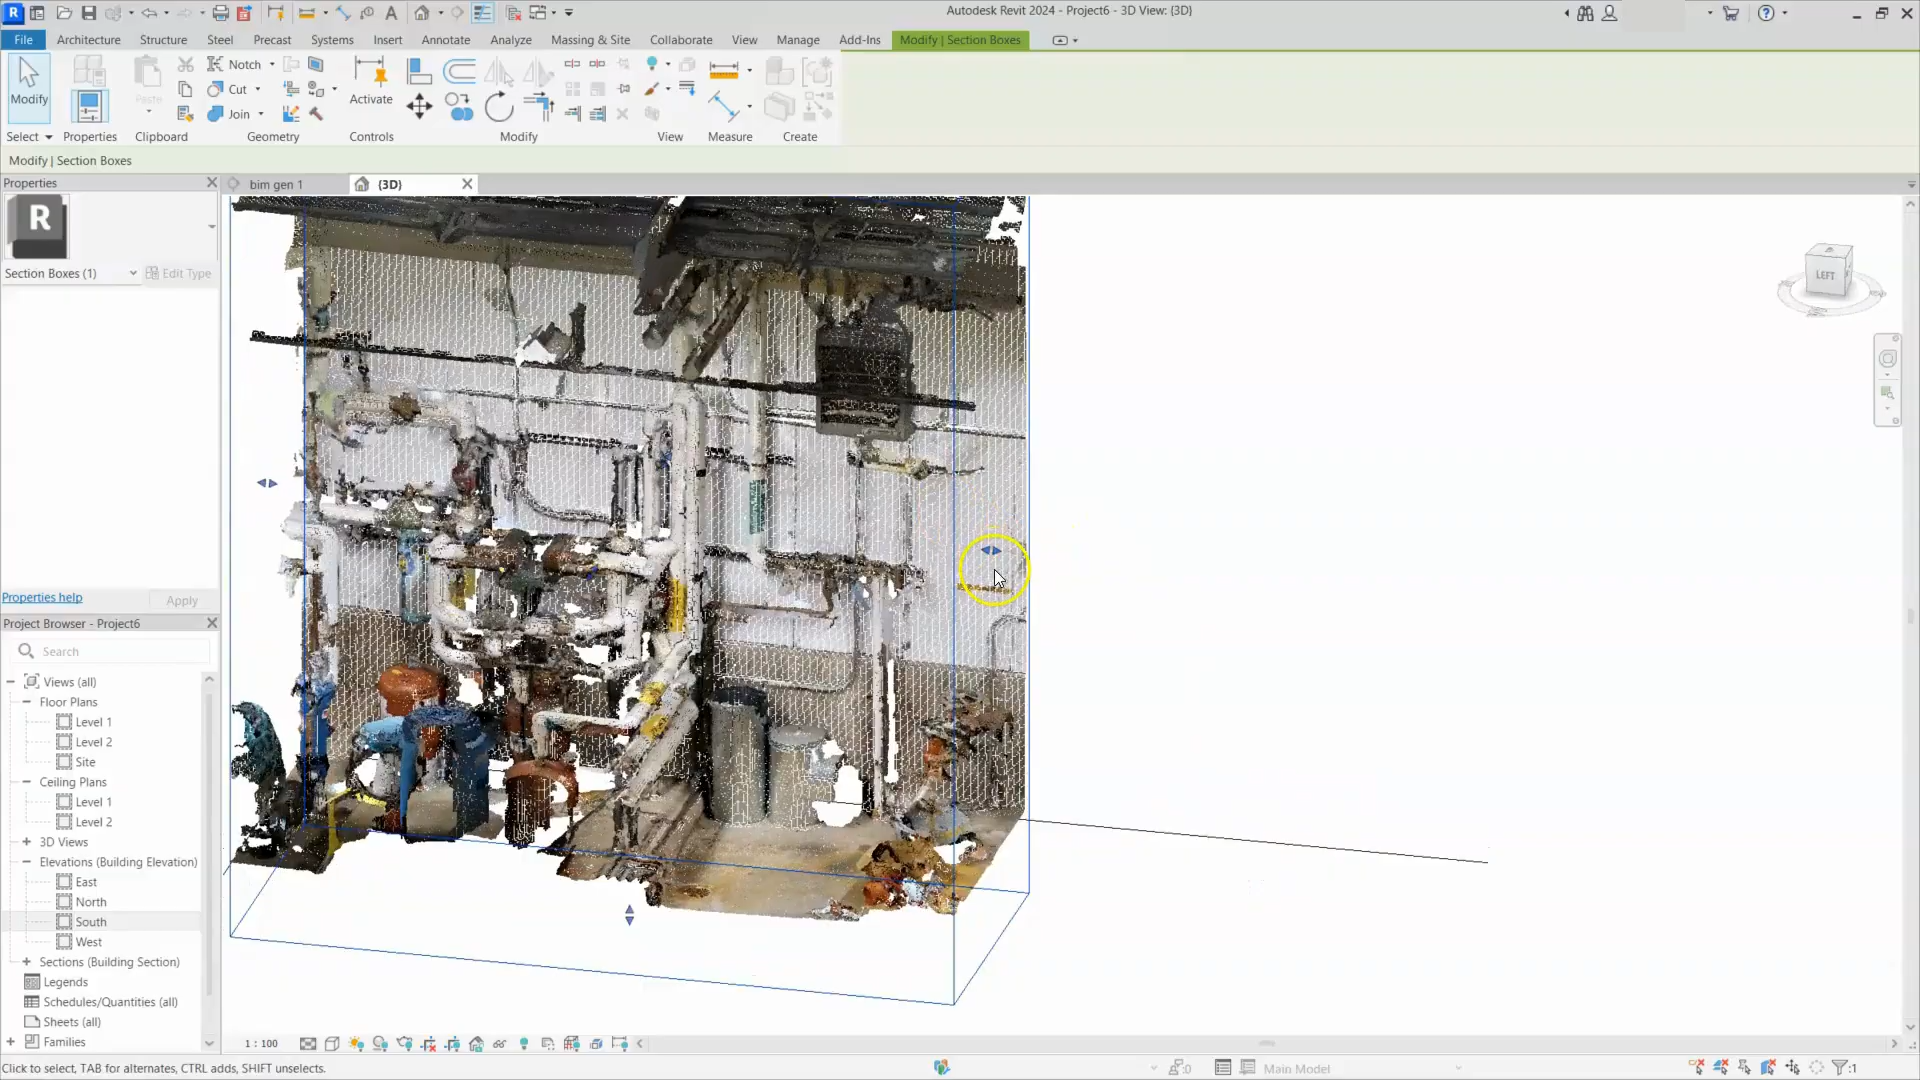 Autodesk Revit 2024 - Project6 - 3D View: {3D}
File Architecture Structure Steel Precast Systems Insert Annotate Analyze Massing & Site Collaborate View Manage Add-Ins Modify | Section Boxes
Modify
Paste
Notch
Cut
Join
Activate
Select Properties Clipboard Geometry Controls Modify View Measure Create
Modify | Section Boxes
Properties
bim gen 1
{3D}
R
Section Boxes (1)
Edit Type
LEFT
Properties help
Apply
Project Browser - Project6
Search
Views (all)
Floor Plans
Level 1
Level 2
Site
Ceiling Plans
Level 1
Level 2
3D Views
Elevations (Building Elevation)
East
North
South
West
Sections (Building Section)
Legends
Schedules/Quantities (all)
Sheets (all)
Families
1 : 100
Click to select, TAB for alternates, CTRL adds, SHIFT unselects.
:0
Main Model
:1